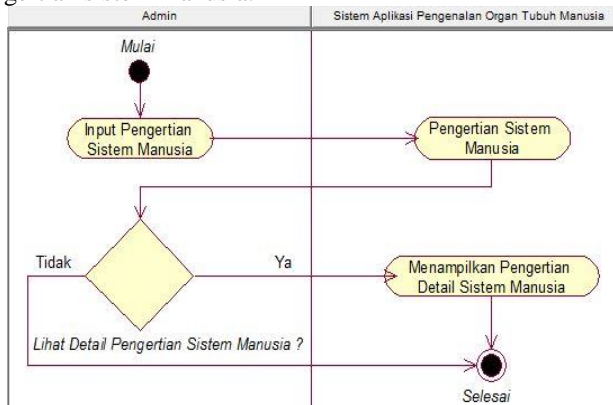 Admin
Sistem Aplikasi Pengenalan Organ Tubuh Manusia
Mulai
Input Pengertian
Sistem Manusia
Pengertian Sistem
Manusia
Tidak
Ya
Menampilkan Pengertian
Detail Sistem Manusia
Lihat Detail Pengertian Sistem Manusia ?
Selesai